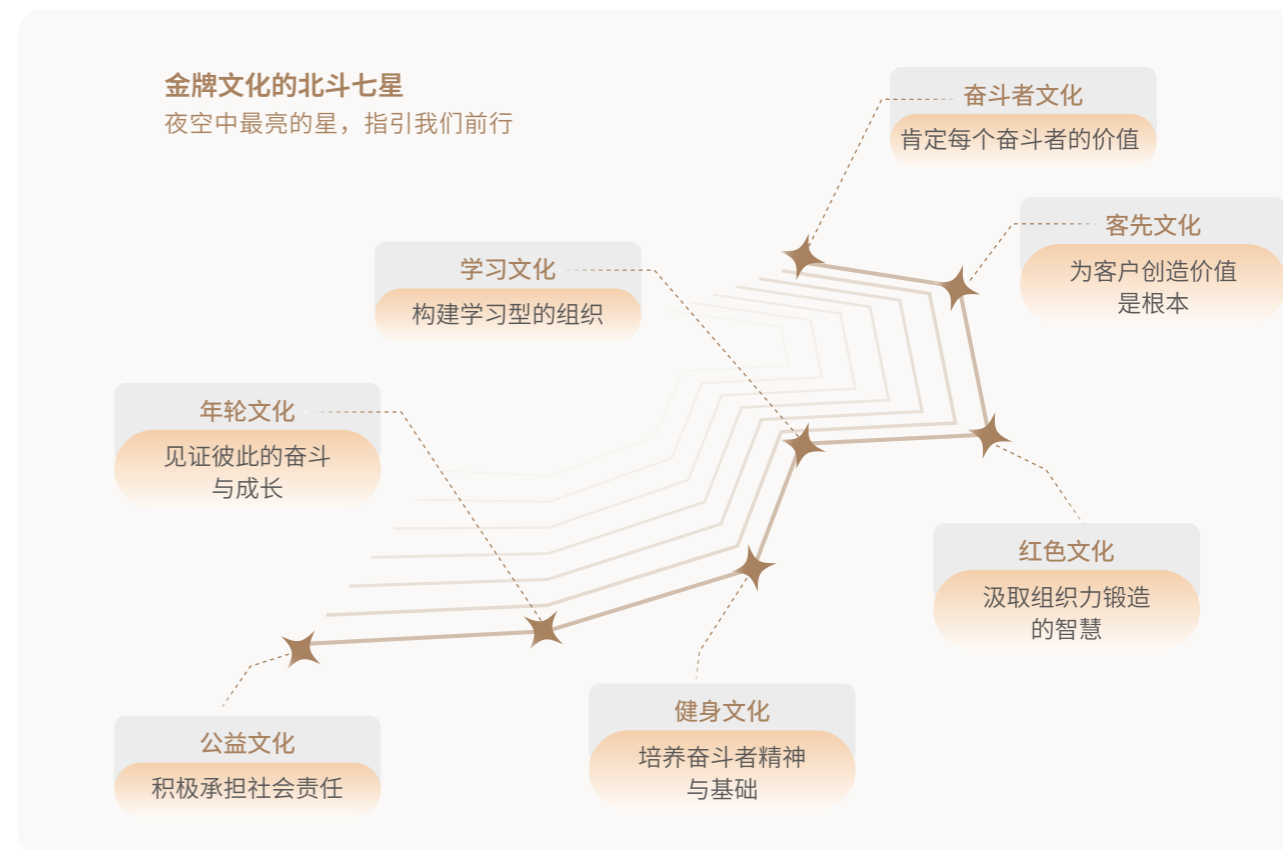 金牌文化的北斗七星
夜空中最亮的星，指引我们前行
奋斗者文化
肯定每个奋斗者的价值
客先文化
为客户创造价值
是根本
学习文化
构建学习型的组织
年轮文化
见证彼此的奋斗
与成长
红色文化
汲取组织力锻造
的智慧
健身文化
培养奋斗者精神
与基础
公益文化
积极承担社会责任